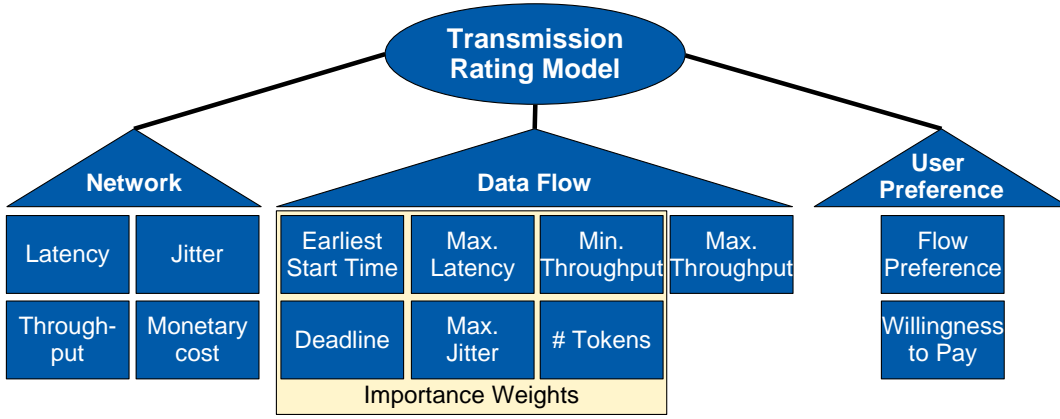 Transmission
Rating Model
Network
Data Flow
User
Preference
Latency
Jitter
Through-
put
Monetary
cost
Earliest
Start Time
Max.
Latency
Min.
Throughput
Max.
Throughput
Deadline
Max.
Jitter
# Tokens
Importance Weights
Flow
Preference
Willingness
to Pay